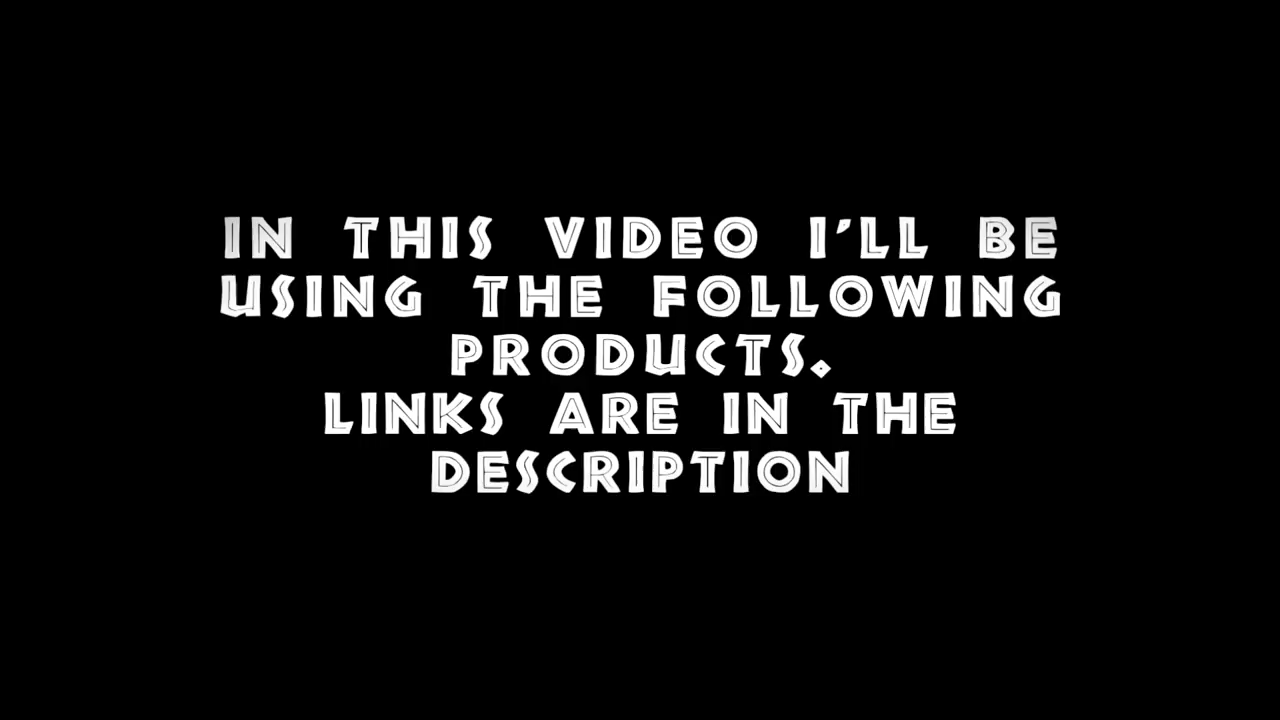 IN THIS VIDEO I'LL BE
USING THE FOLLOWING
PRODUCTS.
LINKS ARE IN THE
DESCRIPTION